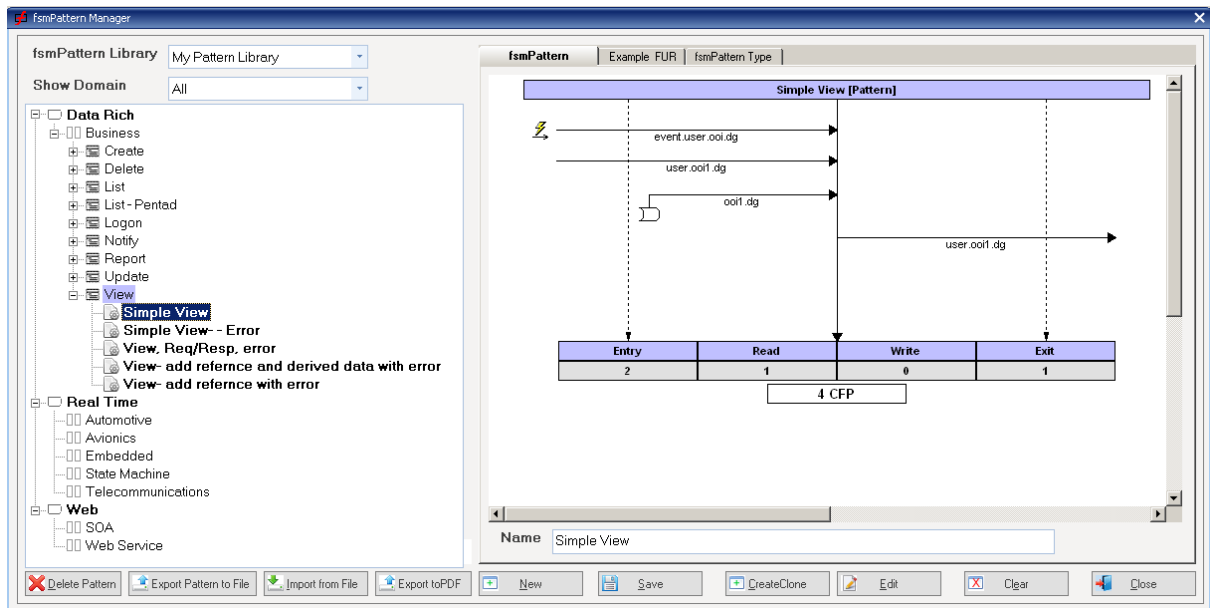 fsmPattern Manager
fsmPattern Library
My Pattern Library
Show Domain
All
Data Rich
Business
Create
Delete
List
List - Pentad
Logon
Notify
Report
Update
View
Simple View
Simple View- - Error
View, Req/Resp, error
View- add refernce and derived data with error
View- add refernce with error
Real Time
Automotive
Avionics
Embedded
State Machine
Telecommunications
Web
SOA
Web Service
fsmPattern Example FUR fsmPattern Type
Simple View [Pattern]
event.user.ooi.dg
user.ooi1.dg
ooi1.dg
user.ooi1.dg
Entry Read Write Exit
2 1 0 1
4 CFP
Name Simple View
Delete Pattern Export Pattern to File Import from File Export toPDF New Save CreateClone Edit Clear Close